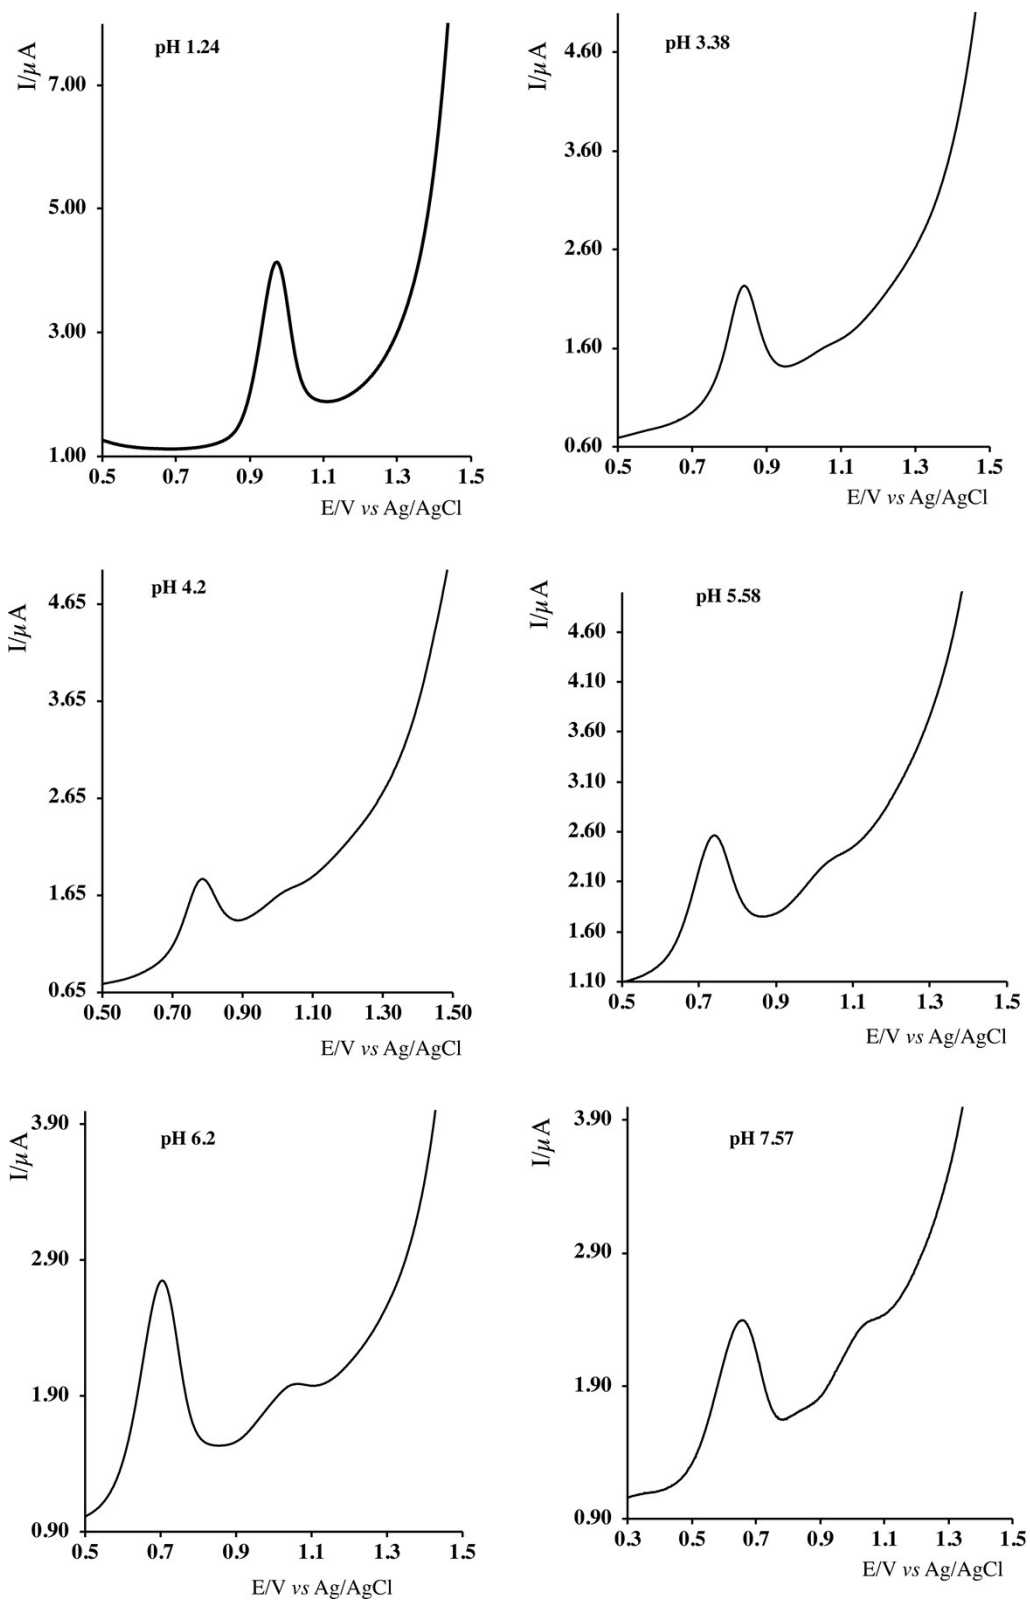 I/μA
pH 1.24
7.00
5.00
3.00
1.00
0.5 0.7 0.9 1.1 1.3 1.5
E/V vs Ag/AgCl
I/μA
pH 3.38
4.60
3.60
2.60
1.60
0.60
0.5 0.7 0.9 1.1 1.3 1.5
E/V vs Ag/AgCl
I/μA
pH 4.2
4.65
3.65
2.65
1.65
0.65
0.50 0.70 0.90 1.10 1.30 1.50
E/V vs Ag/AgCl
I/μA
pH 5.58
4.60
4.10
3.60
3.10
2.60
2.10
1.60
1.10
0.5 0.7 0.9 1.1 1.3 1.5
E/V vs Ag/AgCl
I/μA
pH 6.2
3.90
2.90
1.90
0.90
0.5 0.7 0.9 1.1 1.3 1.5
E/V vs Ag/AgCl
I/μA
pH 7.57
3.90
2.90
1.90
0.90
0.3 0.5 0.7 0.9 1.1 1.3 1.5
E/V vs Ag/AgCl